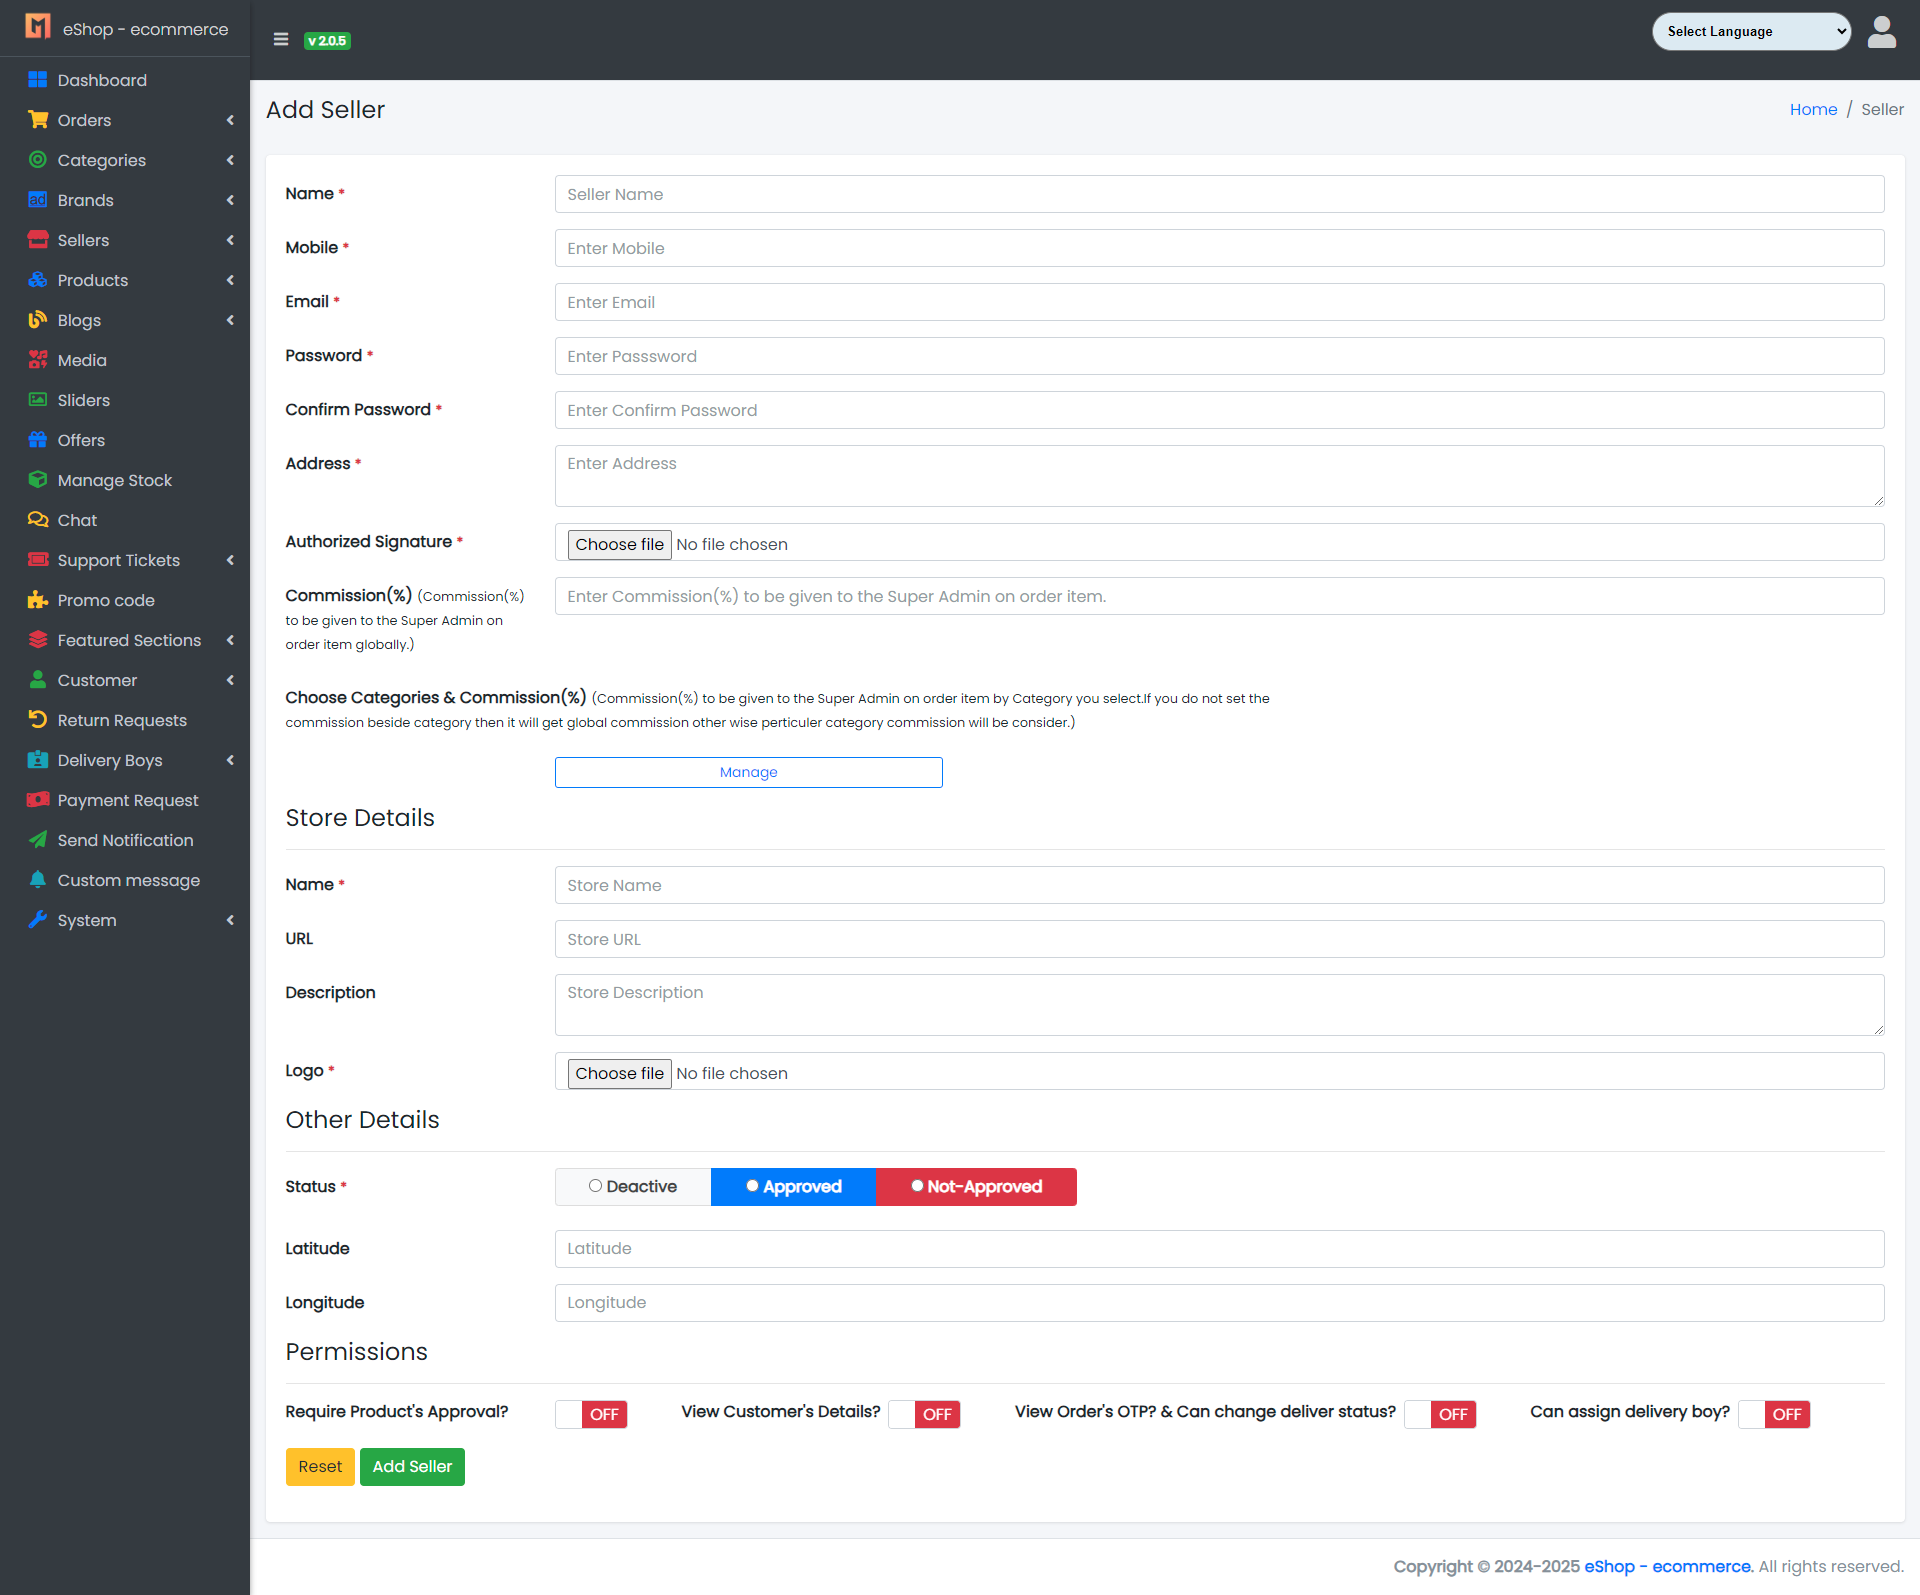 eShop - ecommerce
Dashboard
Orders
Categories
ad Brands
Sellers
Products
Blogs
Media
Sliders
Offers
Manage Stock
Chat
Support Tickets
Promo code
Featured Sections
Customer
Return Requests
Delivery Boys
Payment Request
Send Notification
Custom message
System
v 2.0.5
Select Language
Add Seller
Home / Seller
Name *
Seller Name
Mobile *
Enter Mobile
Email *
Enter Email
Password *
Enter Passsword
Confirm Password *
Enter Confirm Password
Address *
Enter Address
Authorized Signature *
Choose file No file chosen
Commission(%) (Commission(%)
to be given to the Super Admin on
order item globally.)
Enter Commission(%) to be given to the Super Admin on order item.
Choose Categories & Commission(%) (Commission(%) to be given to the Super Admin on order item by Category you select.If you do not set the
commission beside category then it will get global commission other wise perticuler category commission will be consider.)
Manage
Store Details
Name *
Store Name
URL
Store URL
Description
Store Description
Logo *
Choose file No file chosen
Other Details
Status *
Deactive Approved Not-Approved
Latitude
Latitude
Longitude
Longitude
Permissions
Require Product's Approval? OFF View Customer's Details? OFF View Order's OTP? & Can change deliver status? OFF Can assign delivery boy? OFF
Reset Add Seller
Copyright © 2024-2025 eShop - ecommerce. All rights reserved.